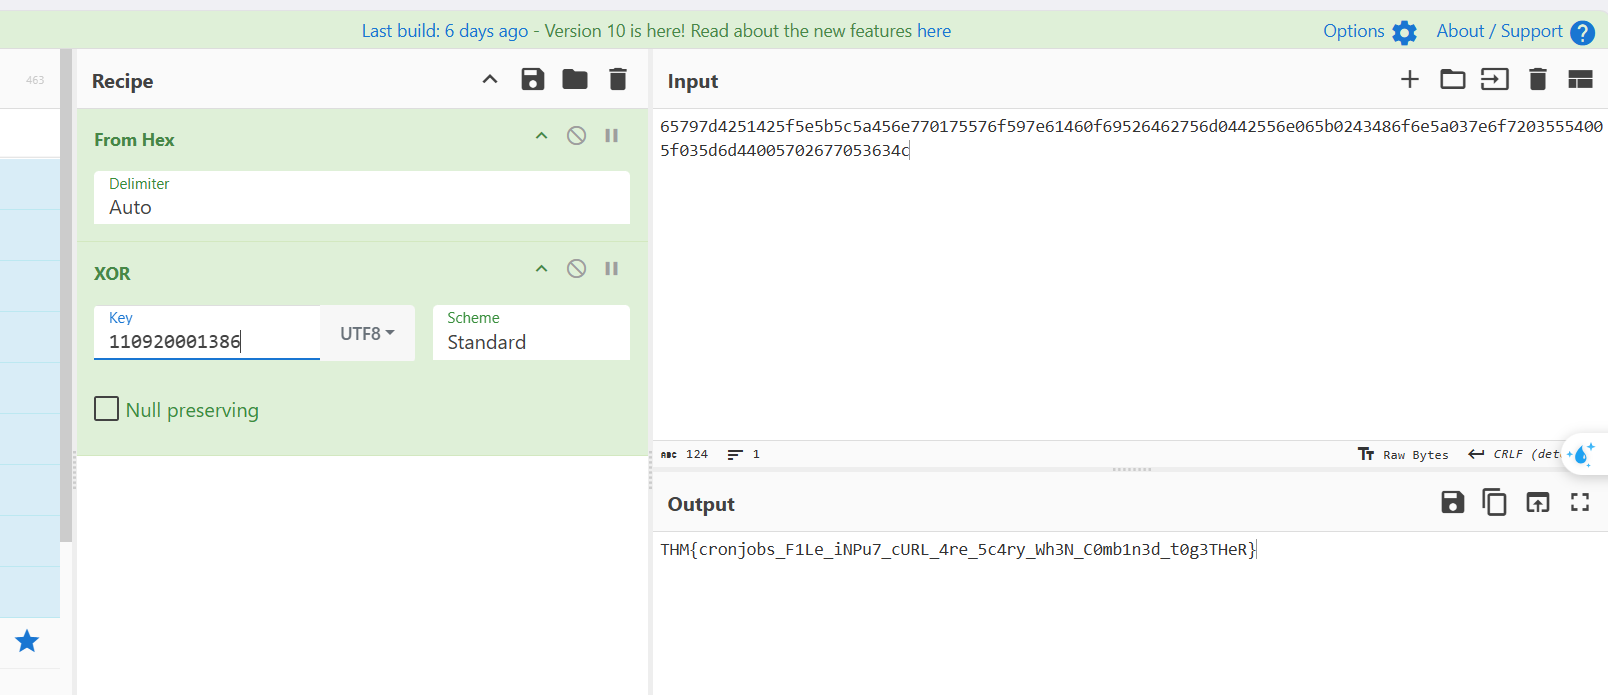 Last build: 6 days ago - Version 10 is here! Read about the new features here
Options
About / Support
463
Recipe
From Hex
Delimiter
Auto
XOR
Key
110920001386
UTF8
Scheme
Standard
Null preserving
Input
65797d4251425f5e5b5c5a456e770175576f597e61460f69526462756d0442556e065b0243486f6e5a037e6f7203555400
5f035d6d44005702677053634c
ABC 124
1
Raw Bytes
CRLF (det
Output
THM{cronjobs_F1Le_iNPu7_cURL_4re_5c4ry_Wh3N_C0mb1n3d_t0g3THeR}